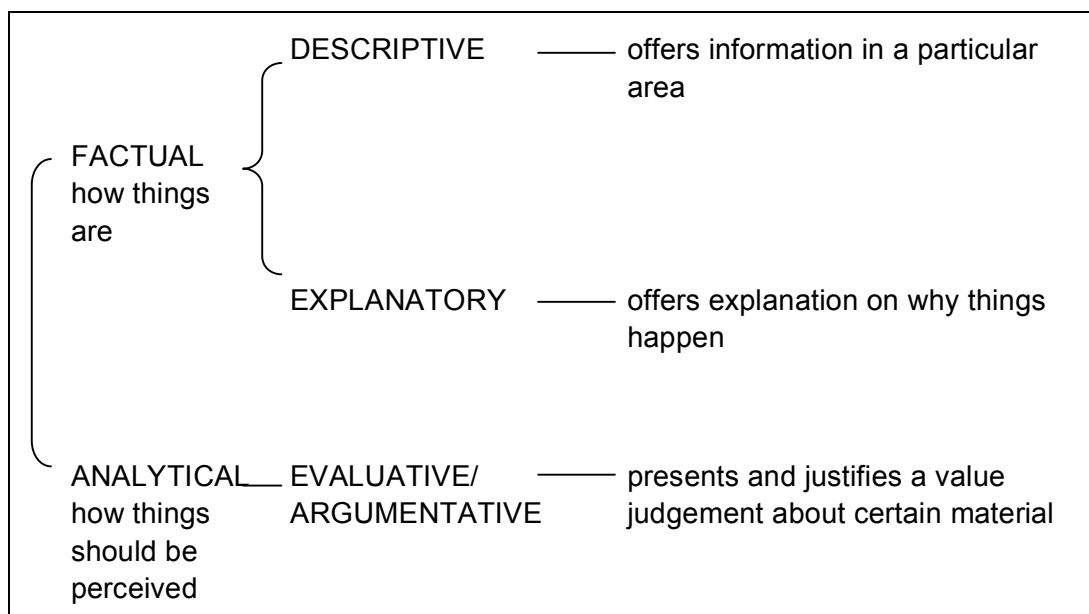 DESCRIPTIVE
offers information in a particular
area
FACTUAL
how things
are
EXPLANATORY
offers explanation on why things
happen
ANALYTICAL
how things
should be
perceived
EVALUATIVE/
ARGUMENTATIVE
presents and justifies a value
judgement about certain material